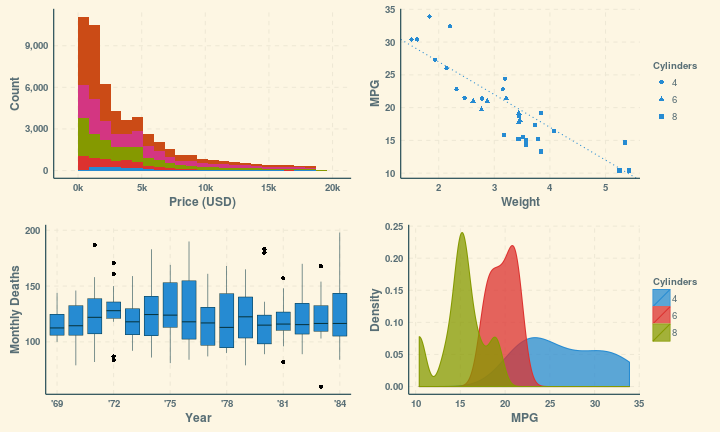 9,000
6,000
3,000
0
Count
0k
5k
10k
15k
20k
Price (USD)
35
30
25
20
15
10
MPG
2
3
4
5
Weight
Cylinders
4
6
8
200
150
100
Monthly Deaths
'69
'72
'75
'78
'81
'84
Year
0.25
0.20
0.15
0.10
0.05
0.00
Density
10
15
20
25
30
35
MPG
Cylinders
4
6
8